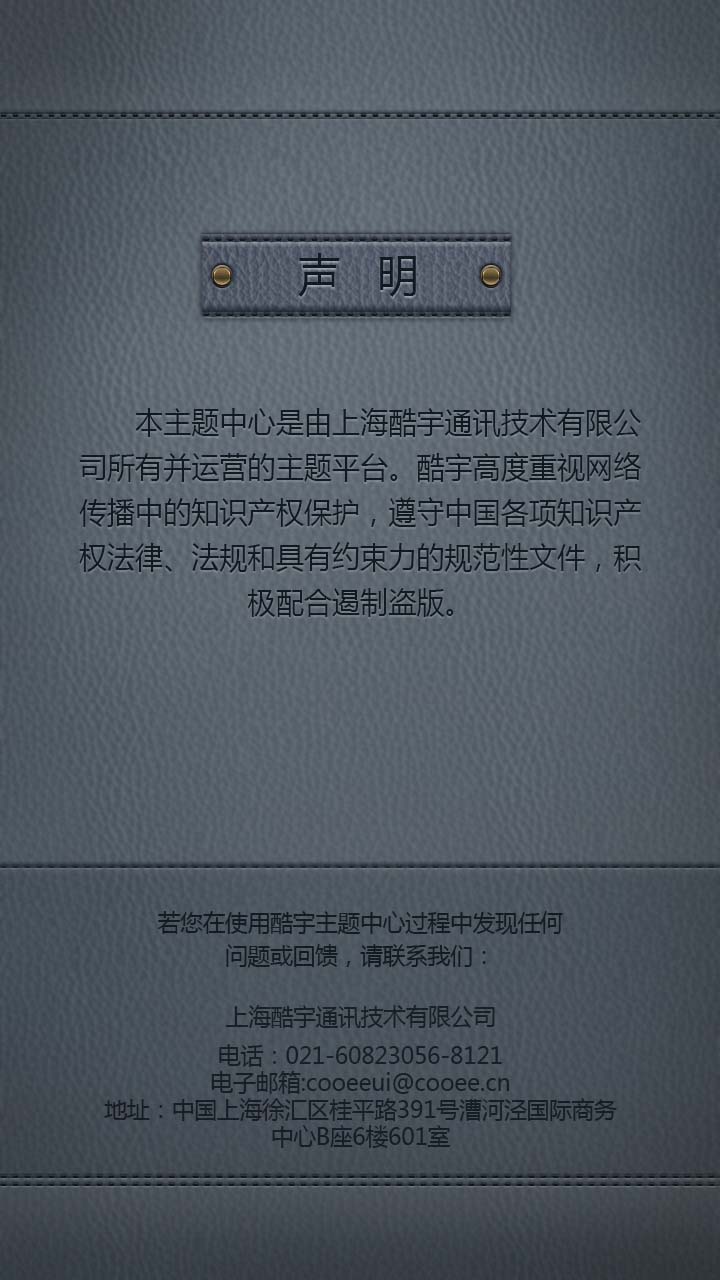 声 明
本主题中心是由上海酷宇通讯技术有限公
司所有并运营的主题平台。酷宇高度重视网络
传播中的知识产权保护，遵守中国各项知识产
权法律、法规和具有约束力的规范性文件，积
极配合遏制盗版。
若您在使用酷宇主题中心过程中发现任何
问题或回馈，请联系我们：
上海酷宇通讯技术有限公司
电话：021-60823056-8121
电子邮箱:cooeeui@cooee.cn
地址：中国上海徐汇区桂平路391号漕河泾国际商务
中心B座6楼601室